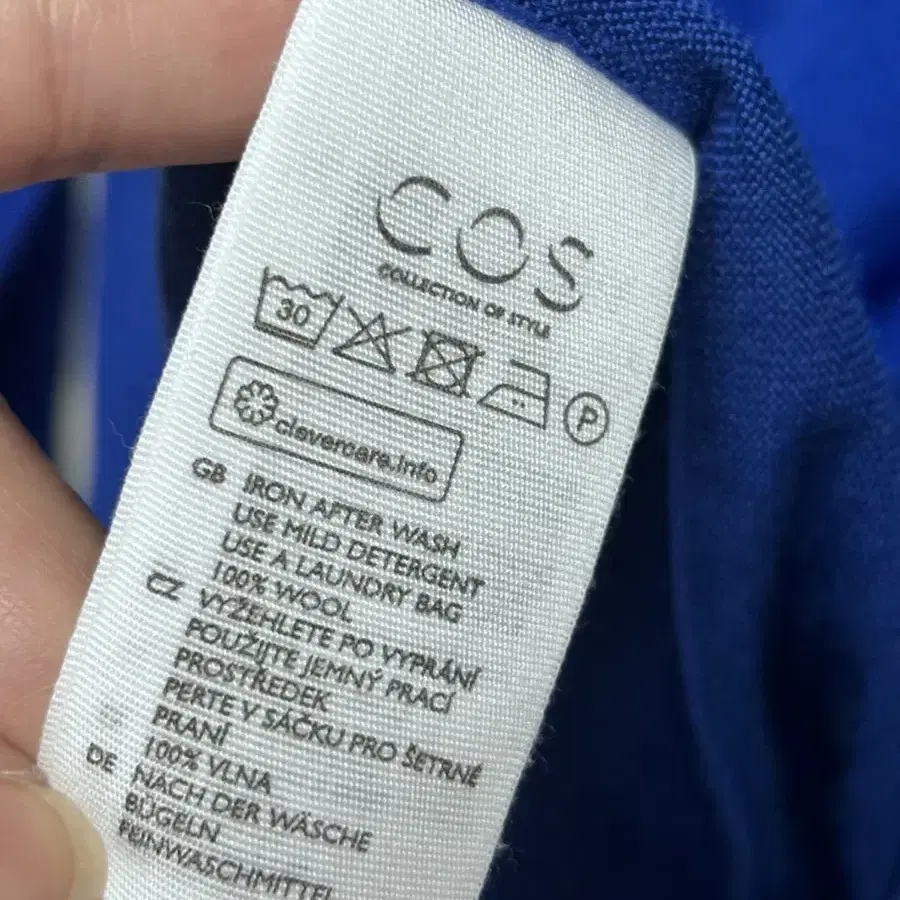 COS
COLLECTION OF STYLE
30
P
clevercare.info
GB IRON AFTER WASH
USE MILD DETERGENT
USE A LAUNDRY BAG
100% WOOL
CZ VYŽEHLETE PO VYPRÁNÍ
POUŽIJTE JEMNÝ PRACÍ
PROSTŘEDEK
PERTE V SÁČKU PRO ŠETRNÉ
PRANÍ
100% VLNA
DE NACH DER WÄSCHE
BÜGELN
FEINWASCHMITTEL